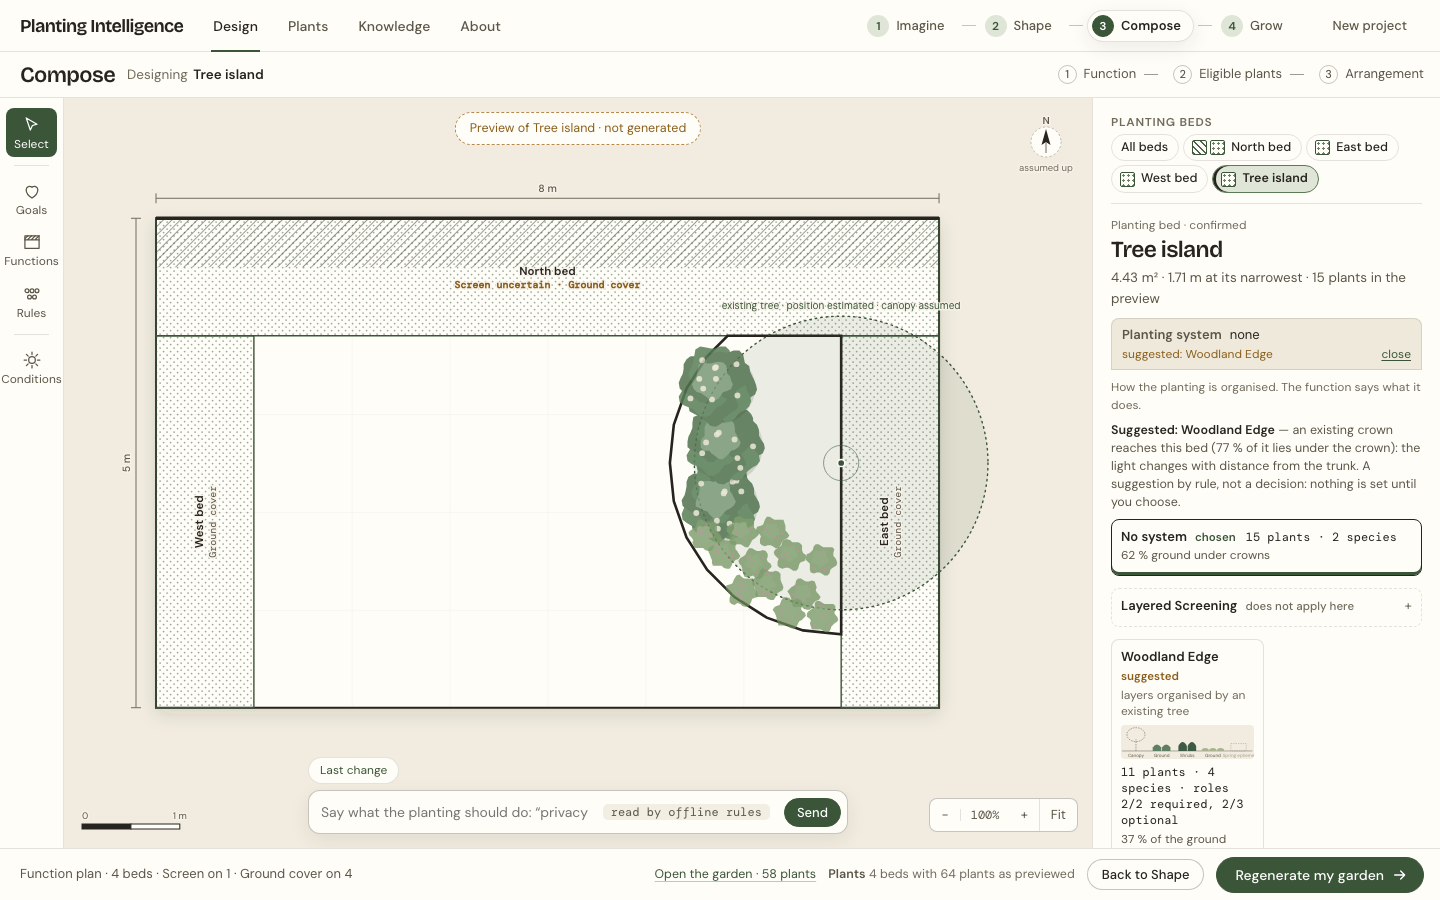 Planting Intelligence
Design
Plants
Knowledge
About
1 Imagine
2 Shape
3 Compose
4 Grow
New project
Compose
Designing Tree island
1 Function
2 Eligible plants
3 Arrangement
Select
Goals
Functions
Rules
Conditions
Preview of Tree island · not generated
N
assumed up
8 m
5 m
North bed
Screen uncertain · Ground cover
existing tree · position estimated · canopy assumed
West bed
Ground cover
East bed
Ground cover
Last change
Say what the planting should do: “privacy
read by offline rules
Send
0 1 m
− 100% + Fit
PLANTING BEDS
All beds
North bed
East bed
West bed
Tree island
Planting bed · confirmed
Tree island
4.43 m² · 1.71 m at its narrowest · 15 plants in the
preview
Planting system none
suggested: Woodland Edge
close
How the planting is organised. The function says what it
does.
Suggested: Woodland Edge — an existing crown
reaches this bed (77 % of it lies under the crown): the
light changes with distance from the trunk. A
suggestion by rule, not a decision: nothing is set until
you choose.
No system chosen 15 plants · 2 species
62 % ground under crowns
Layered Screening does not apply here +
Woodland Edge
suggested
layers organised by an
existing tree
Canopy Ground Shrubs Ground
11 plants · 4
species · roles
2/2 required, 2/3
optional
37 % of the ground
Function plan · 4 beds · Screen on 1 · Ground cover on 4
Open the garden · 58 plants
Plants 4 beds with 64 plants as previewed
Back to Shape
Regenerate my garden →